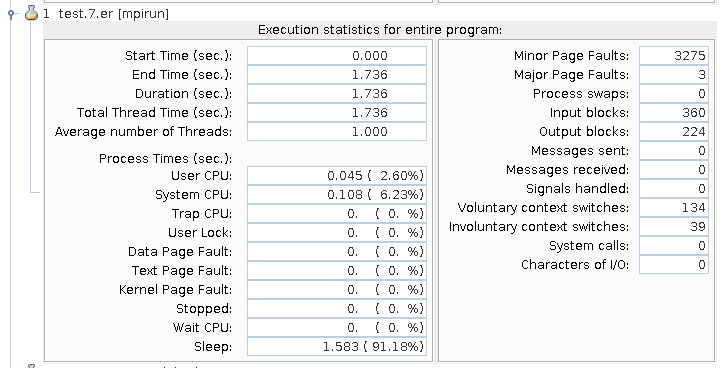 1 test.7.er [mpirun]
Execution statistics for entire program:
Start Time (sec.): 0.000
End Time (sec.): 1.736
Duration (sec.): 1.736
Total Thread Time (sec.): 1.736
Average number of Threads: 1.000
Process Times (sec.):
User CPU: 0.045 ( 2.60%)
System CPU: 0.108 ( 6.23%)
Trap CPU: 0. ( 0. %)
User Lock: 0. ( 0. %)
Data Page Fault: 0. ( 0. %)
Text Page Fault: 0. ( 0. %)
Kernel Page Fault: 0. ( 0. %)
Stopped: 0. ( 0. %)
Wait CPU: 0. ( 0. %)
Sleep: 1.583 ( 91.18%)
Minor Page Faults: 3275
Major Page Faults: 3
Process swaps: 0
Input blocks: 360
Output blocks: 224
Messages sent: 0
Messages received: 0
Signals handled: 0
Voluntary context switches: 134
Involuntary context switches: 39
System calls: 0
Characters of I/O: 0